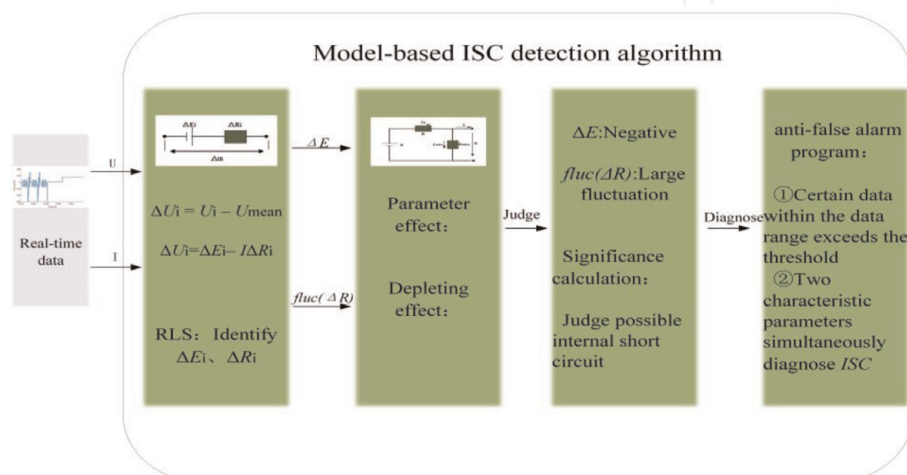 Model-based ISC detection algorithm
Real-time
data
U
I
ΔEi
ΔRi
ΔUi = Ui – Umean
ΔUi=ΔEi– IΔRi
RLS： Identify
ΔEi、ΔRi
ΔE
fluc(ΔR)
Parameter
effect：
Depleting
effect：
Judge
ΔE:Negative
fluc(ΔR):Large
fluctuation
Significance
calculation：
Judge possible
internal short
circuit
Diagnose
anti-false alarm
program：
①Certain data
within the data
range exceeds the
threshold
②Two
characteristic
parameters
simultaneously
diagnose ISC